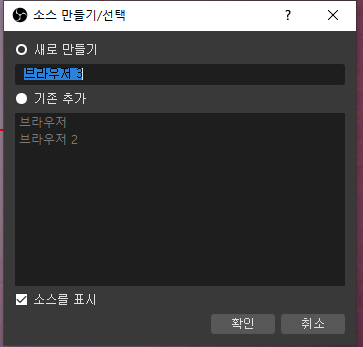 소스 만들기/선택
?
새로 만들기
브라우저 3
기존 추가
브라우저
브라우저 2
소스를 표시
확인
취소